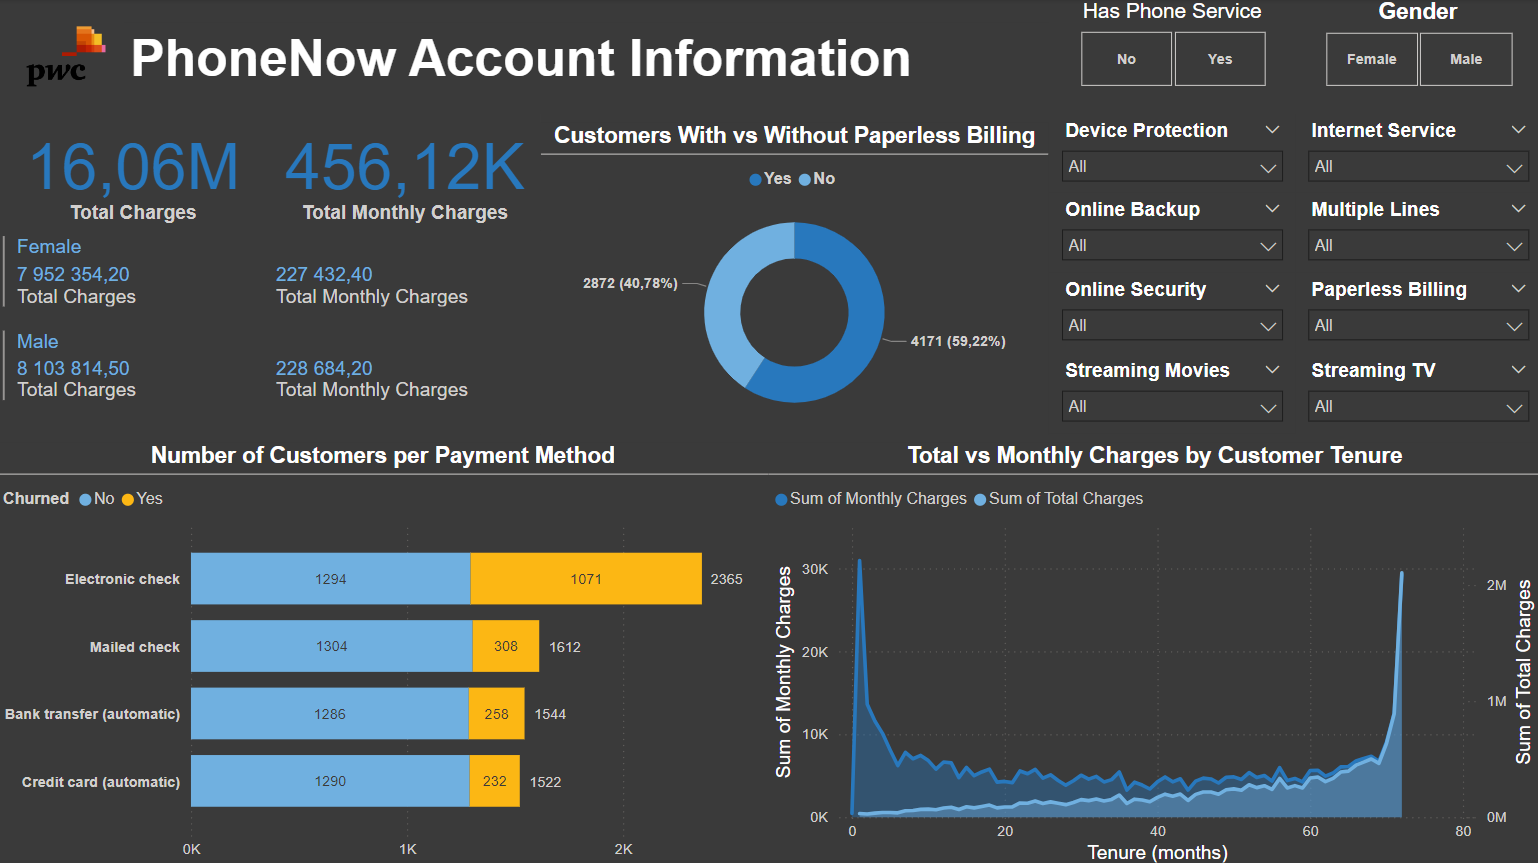 pwc
PhoneNow Account Information
Has Phone Service
No
Yes
Gender
Female
Male
16,06M
Total Charges
456,12K
Total Monthly Charges
Female
7 952 354,20
Total Charges
227 432,40
Total Monthly Charges
Male
8 103 814,50
Total Charges
228 684,20
Total Monthly Charges
Customers With vs Without Paperless Billing
Yes No
2872 (40,78%)
4171 (59,22%)
Device Protection
All
Internet Service
All
Online Backup
All
Multiple Lines
All
Online Security
All
Paperless Billing
All
Streaming Movies
All
Streaming TV
All
Number of Customers per Payment Method
Churned No Yes
Electronic check
1294
1071
2365
Mailed check
1304
308
1612
Bank transfer (automatic)
1286
258
1544
Credit card (automatic)
1290
232
1522
0K
1K
2K
Total vs Monthly Charges by Customer Tenure
Sum of Monthly Charges Sum of Total Charges
Sum of Monthly Charges
30K
20K
10K
0K
2M
1M
0M
Sum of Total Charges
0
20
40
60
80
Tenure (months)